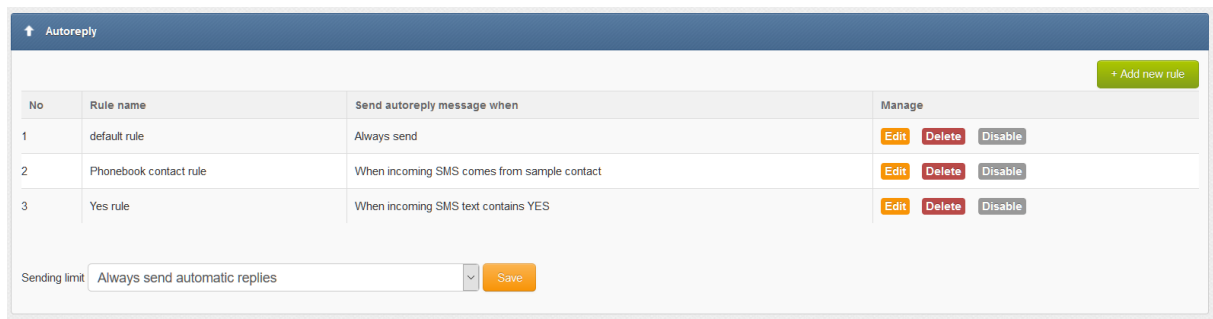 Autoreply
+ Add new rule
No Rule name Send autoreply message when Manage
1 default rule Always send Edit Delete Disable
2 Phonebook contact rule When incoming SMS comes from sample contact Edit Delete Disable
3 Yes rule When incoming SMS text contains YES Edit Delete Disable
Sending limit Always send automatic replies Save